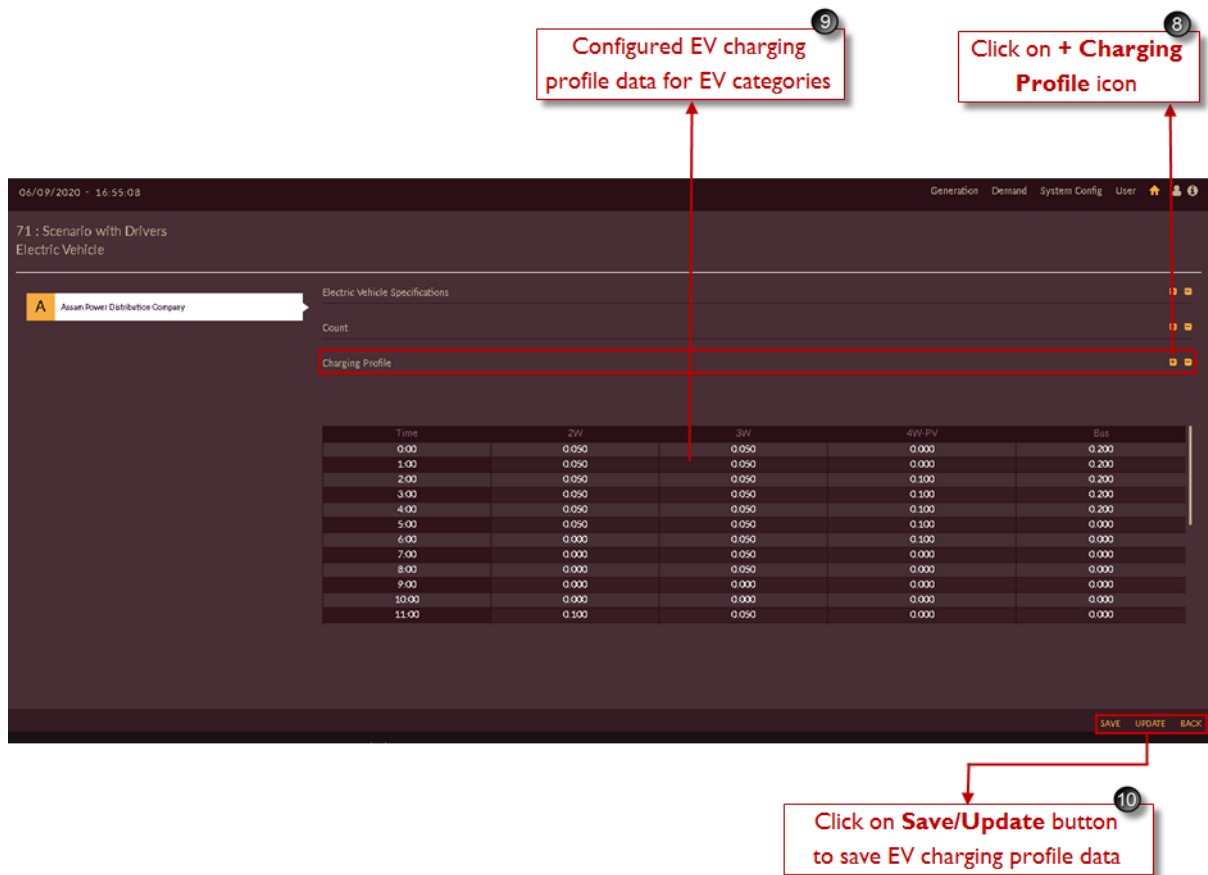 9
8
Configured EV charging
profile data for EV categories
Click on + Charging
Profile icon
06/09/2020 - 16:55:08
Generation Demand System Config User
71 : Scenario with Drivers
Electric Vehicle
A Assam Power Distribution Company
Electric Vehicle Specifications
Count
Charging Profile
Time 2W 3W 4W-PV Bus
0:00 0.050 0.050 0.000 0.200
1:00 0.050 0.050 0.000 0.200
2:00 0.050 0.050 0.100 0.200
3:00 0.050 0.050 0.100 0.200
4:00 0.050 0.050 0.100 0.200
5:00 0.050 0.050 0.100 0.000
6:00 0.000 0.050 0.100 0.000
7:00 0.000 0.050 0.000 0.000
8:00 0.000 0.050 0.000 0.000
9:00 0.000 0.000 0.000 0.000
10:00 0.000 0.000 0.000 0.000
11:00 0.100 0.050 0.000 0.000
SAVE UPDATE BACK
10
Click on Save/Update button
to save EV charging profile data